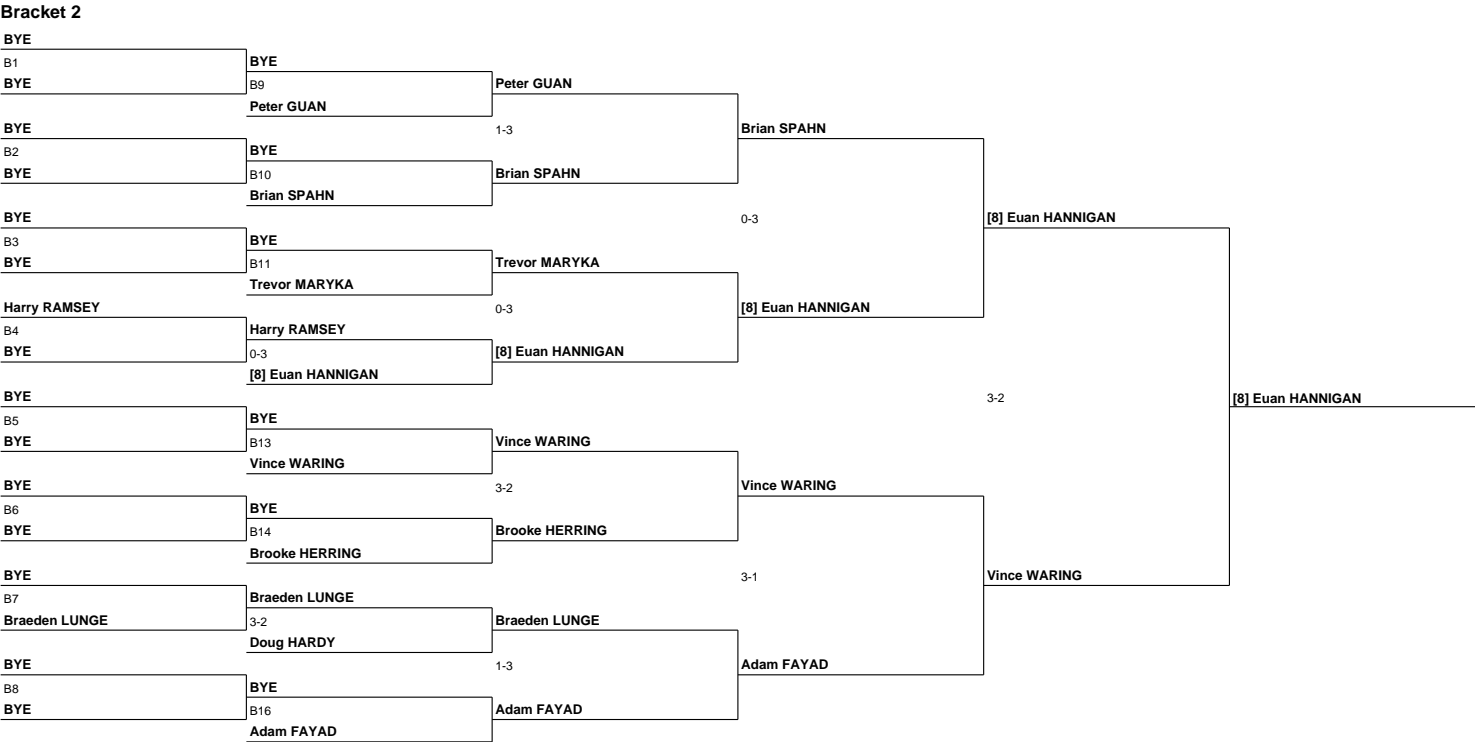 Bracket 2
BYE
B1
BYE
BYE
B9
Peter GUAN
Peter GUAN
1-3
Brian SPAHN
BYE
B2
BYE
BYE
B10
Brian SPAHN
Brian SPAHN
0-3
[8] Euan HANNIGAN
BYE
B3
BYE
BYE
B11
Trevor MARYKA
Trevor MARYKA
0-3
[8] Euan HANNIGAN
Harry RAMSEY
B4
BYE
Harry RAMSEY
0-3
[8] Euan HANNIGAN
[8] Euan HANNIGAN
3-2
[8] Euan HANNIGAN
BYE
B5
BYE
BYE
B13
Vince WARING
Vince WARING
3-2
Vince WARING
BYE
B6
BYE
BYE
B14
Brooke HERRING
Brooke HERRING
3-1
Vince WARING
BYE
B7
Braeden LUNGE
Braeden LUNGE
3-2
Doug HARDY
Braeden LUNGE
1-3
Adam FAYAD
BYE
B8
BYE
BYE
B16
Adam FAYAD
Adam FAYAD